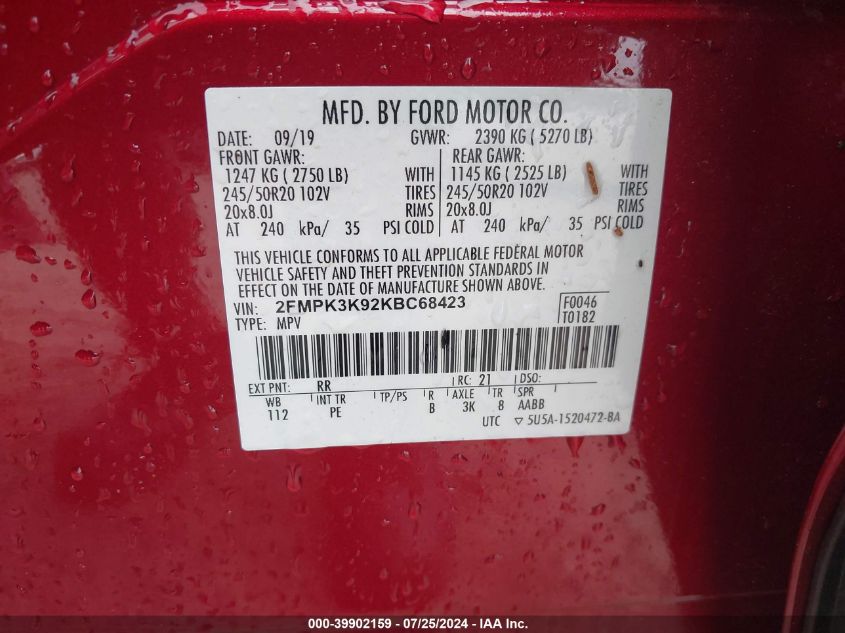 MFD. BY FORD MOTOR CO.
DATE: 09/19 GVWR: 2390 KG ( 5270 LB)
FRONT GAWR: REAR GAWR:
1247 KG ( 2750 LB) WITH 1145 KG ( 2525 LB) WITH
245/50R20 102V TIRES 245/50R20 102V TIRES
20x8.0J RIMS 20x8.0J RIMS
AT 240 kPa/ 35 PSI COLD AT 240 kPa/ 35 PSI COLD
THIS VEHICLE CONFORMS TO ALL APPLICABLE FEDERAL MOTOR
VEHICLE SAFETY AND THEFT PREVENTION STANDARDS IN
EFFECT ON THE DATE OF MANUFACTURE SHOWN ABOVE.
VIN: 2FMPK3K92KBC68423 F0046
TYPE: MPV T0182
EXT PNT: RR RC: 21 DSO:
WB INT TR TP/PS R AXLE TR SPR
112 PE B 3K 8 AABB
UTC ▽ 5U5A-1520472-BA
000-39902159 - 07/25/2024 - IAA Inc.